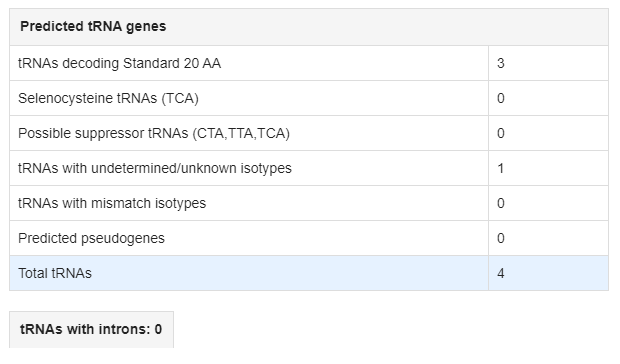 Predicted tRNA genes
tRNAs decoding Standard 20 AA 3
Selenocysteine tRNAs (TCA) 0
Possible suppressor tRNAs (CTA,TTA,TCA) 0
tRNAs with undetermined/unknown isotypes 1
tRNAs with mismatch isotypes 0
Predicted pseudogenes 0
Total tRNAs 4
tRNAs with introns: 0